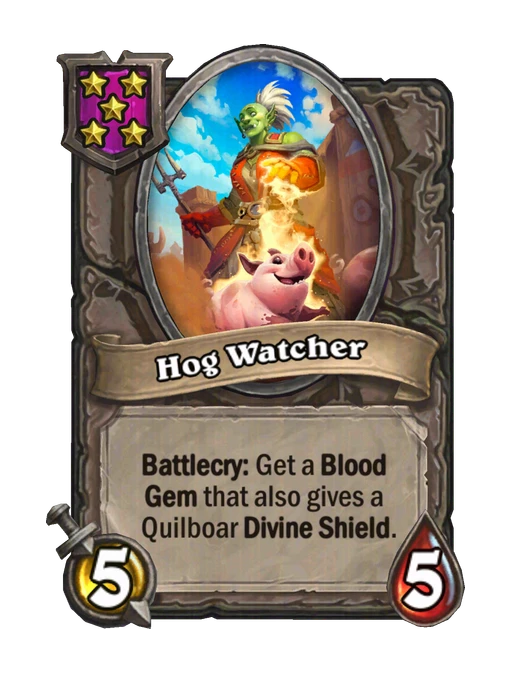 Hog Watcher
Battlecry: Get a Blood
Gem that also gives a
Quilboar Divine Shield.
5
5